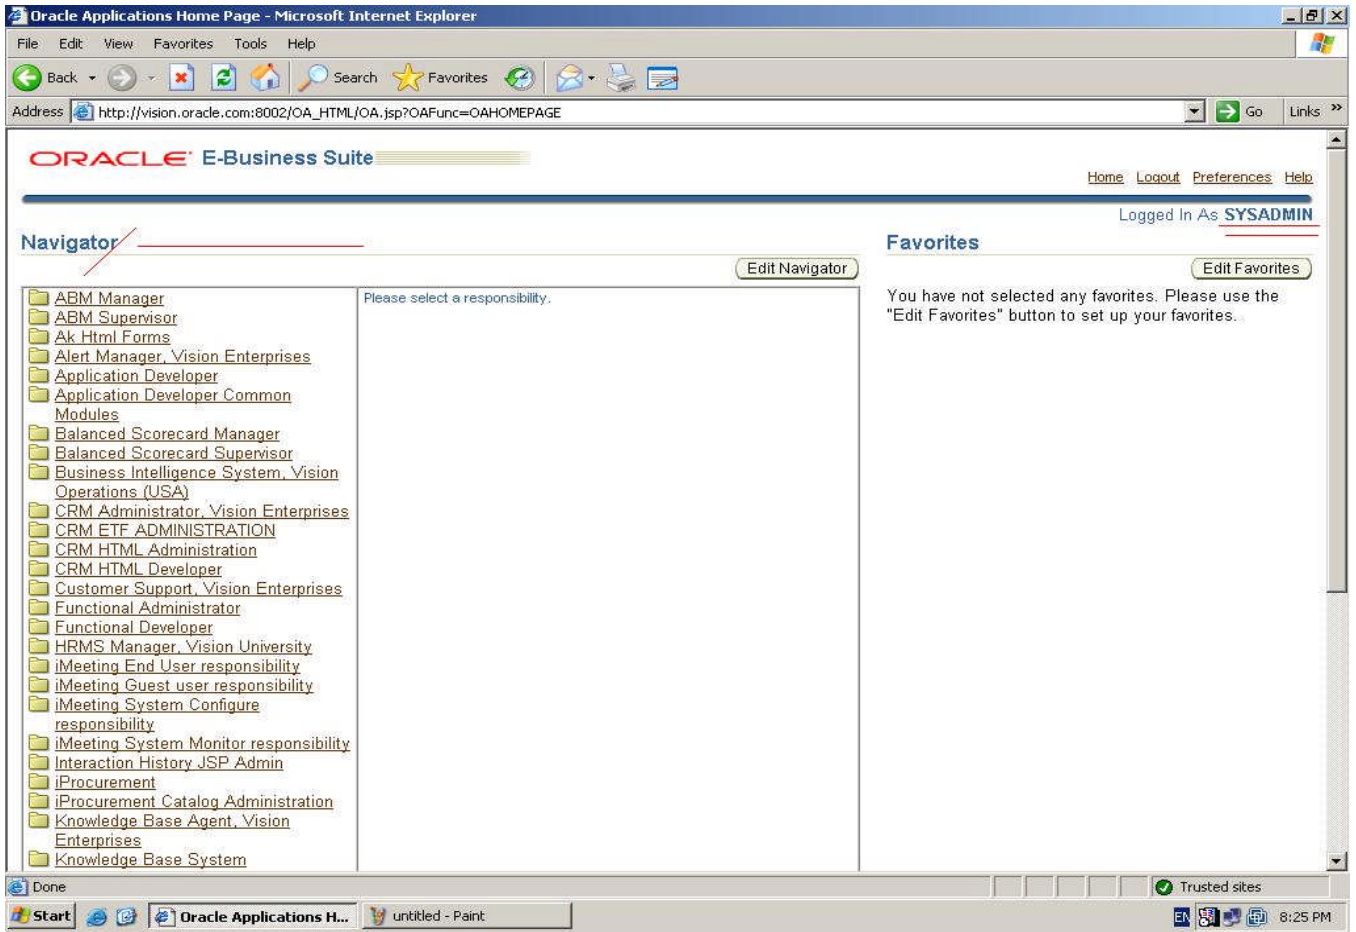 Oracle Applications Home Page - Microsoft Internet Explorer
File Edit View Favorites Tools Help
Back Search Favorites
Address http://vision.oracle.com:8002/OA_HTML/OA.jsp?OAFunc=OAHOMEPAGE Go Links »
ORACLE® E-Business Suite
Home Logout Preferences Help
Logged In As SYSADMIN
Navigator
Edit Navigator
ABM Manager
ABM Supervisor
Ak Html Forms
Alert Manager, Vision Enterprises
Application Developer
Application Developer Common
Modules
Balanced Scorecard Manager
Balanced Scorecard Supervisor
Business Intelligence System, Vision
Operations (USA)
CRM Administrator, Vision Enterprises
CRM ETF ADMINISTRATION
CRM HTML Administration
CRM HTML Developer
Customer Support, Vision Enterprises
Functional Administrator
Functional Developer
HRMS Manager, Vision University
iMeeting End User responsibility
iMeeting Guest user responsibility
iMeeting System Configure
responsibility
iMeeting System Monitor responsibility
Interaction History JSP Admin
iProcurement
iProcurement Catalog Administration
Knowledge Base Agent, Vision
Enterprises
Knowledge Base System
Please select a responsibility.
Favorites
Edit Favorites
You have not selected any favorites. Please use the
"Edit Favorites" button to set up your favorites.
Done Trusted sites
Start Oracle Applications H... untitled - Paint EN 8:25 PM